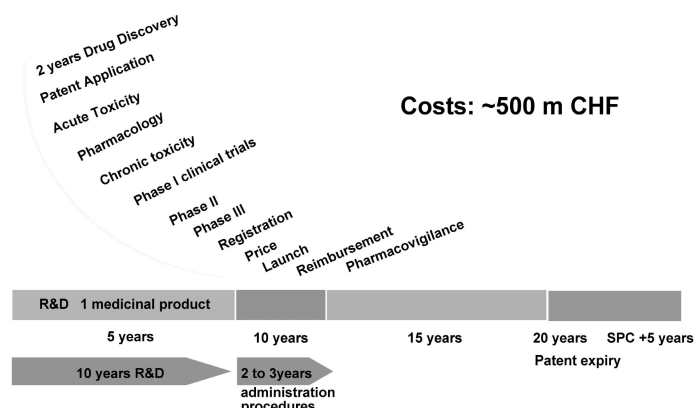 2 years Drug Discovery
Patent Application
Acute Toxicity
Pharmacology
Chronic toxicity
Phase I clinical trials
Phase II
Phase III
Registration
Price
Launch
Reimbursement
Pharmacovigilance
Costs: ~500 m CHF
R&D 1 medicinal product
5 years
10 years
15 years
20 years
SPC +5 years
Patent expiry
10 years R&D
2 to 3years
administration
procedures